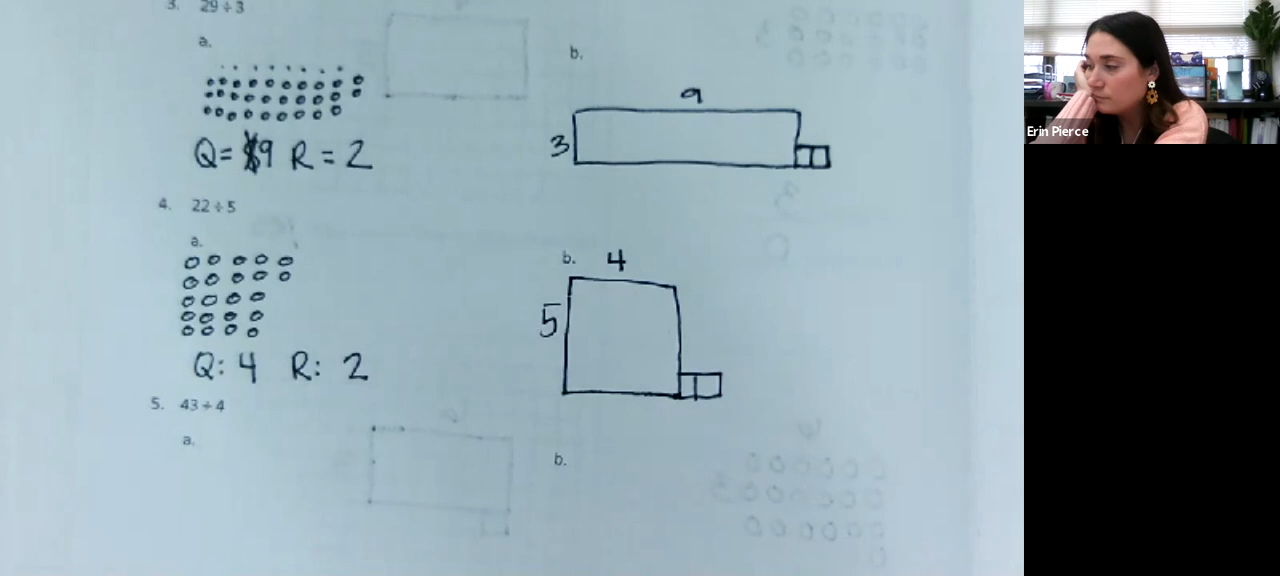 3. 29 ÷ 3
a.
b.
9
3
Q= 9 R = 2
4. 22 ÷ 5
a.
b. 4
5
Q: 4 R: 2
5. 43 ÷ 4
a.
b.
Erin Pierce